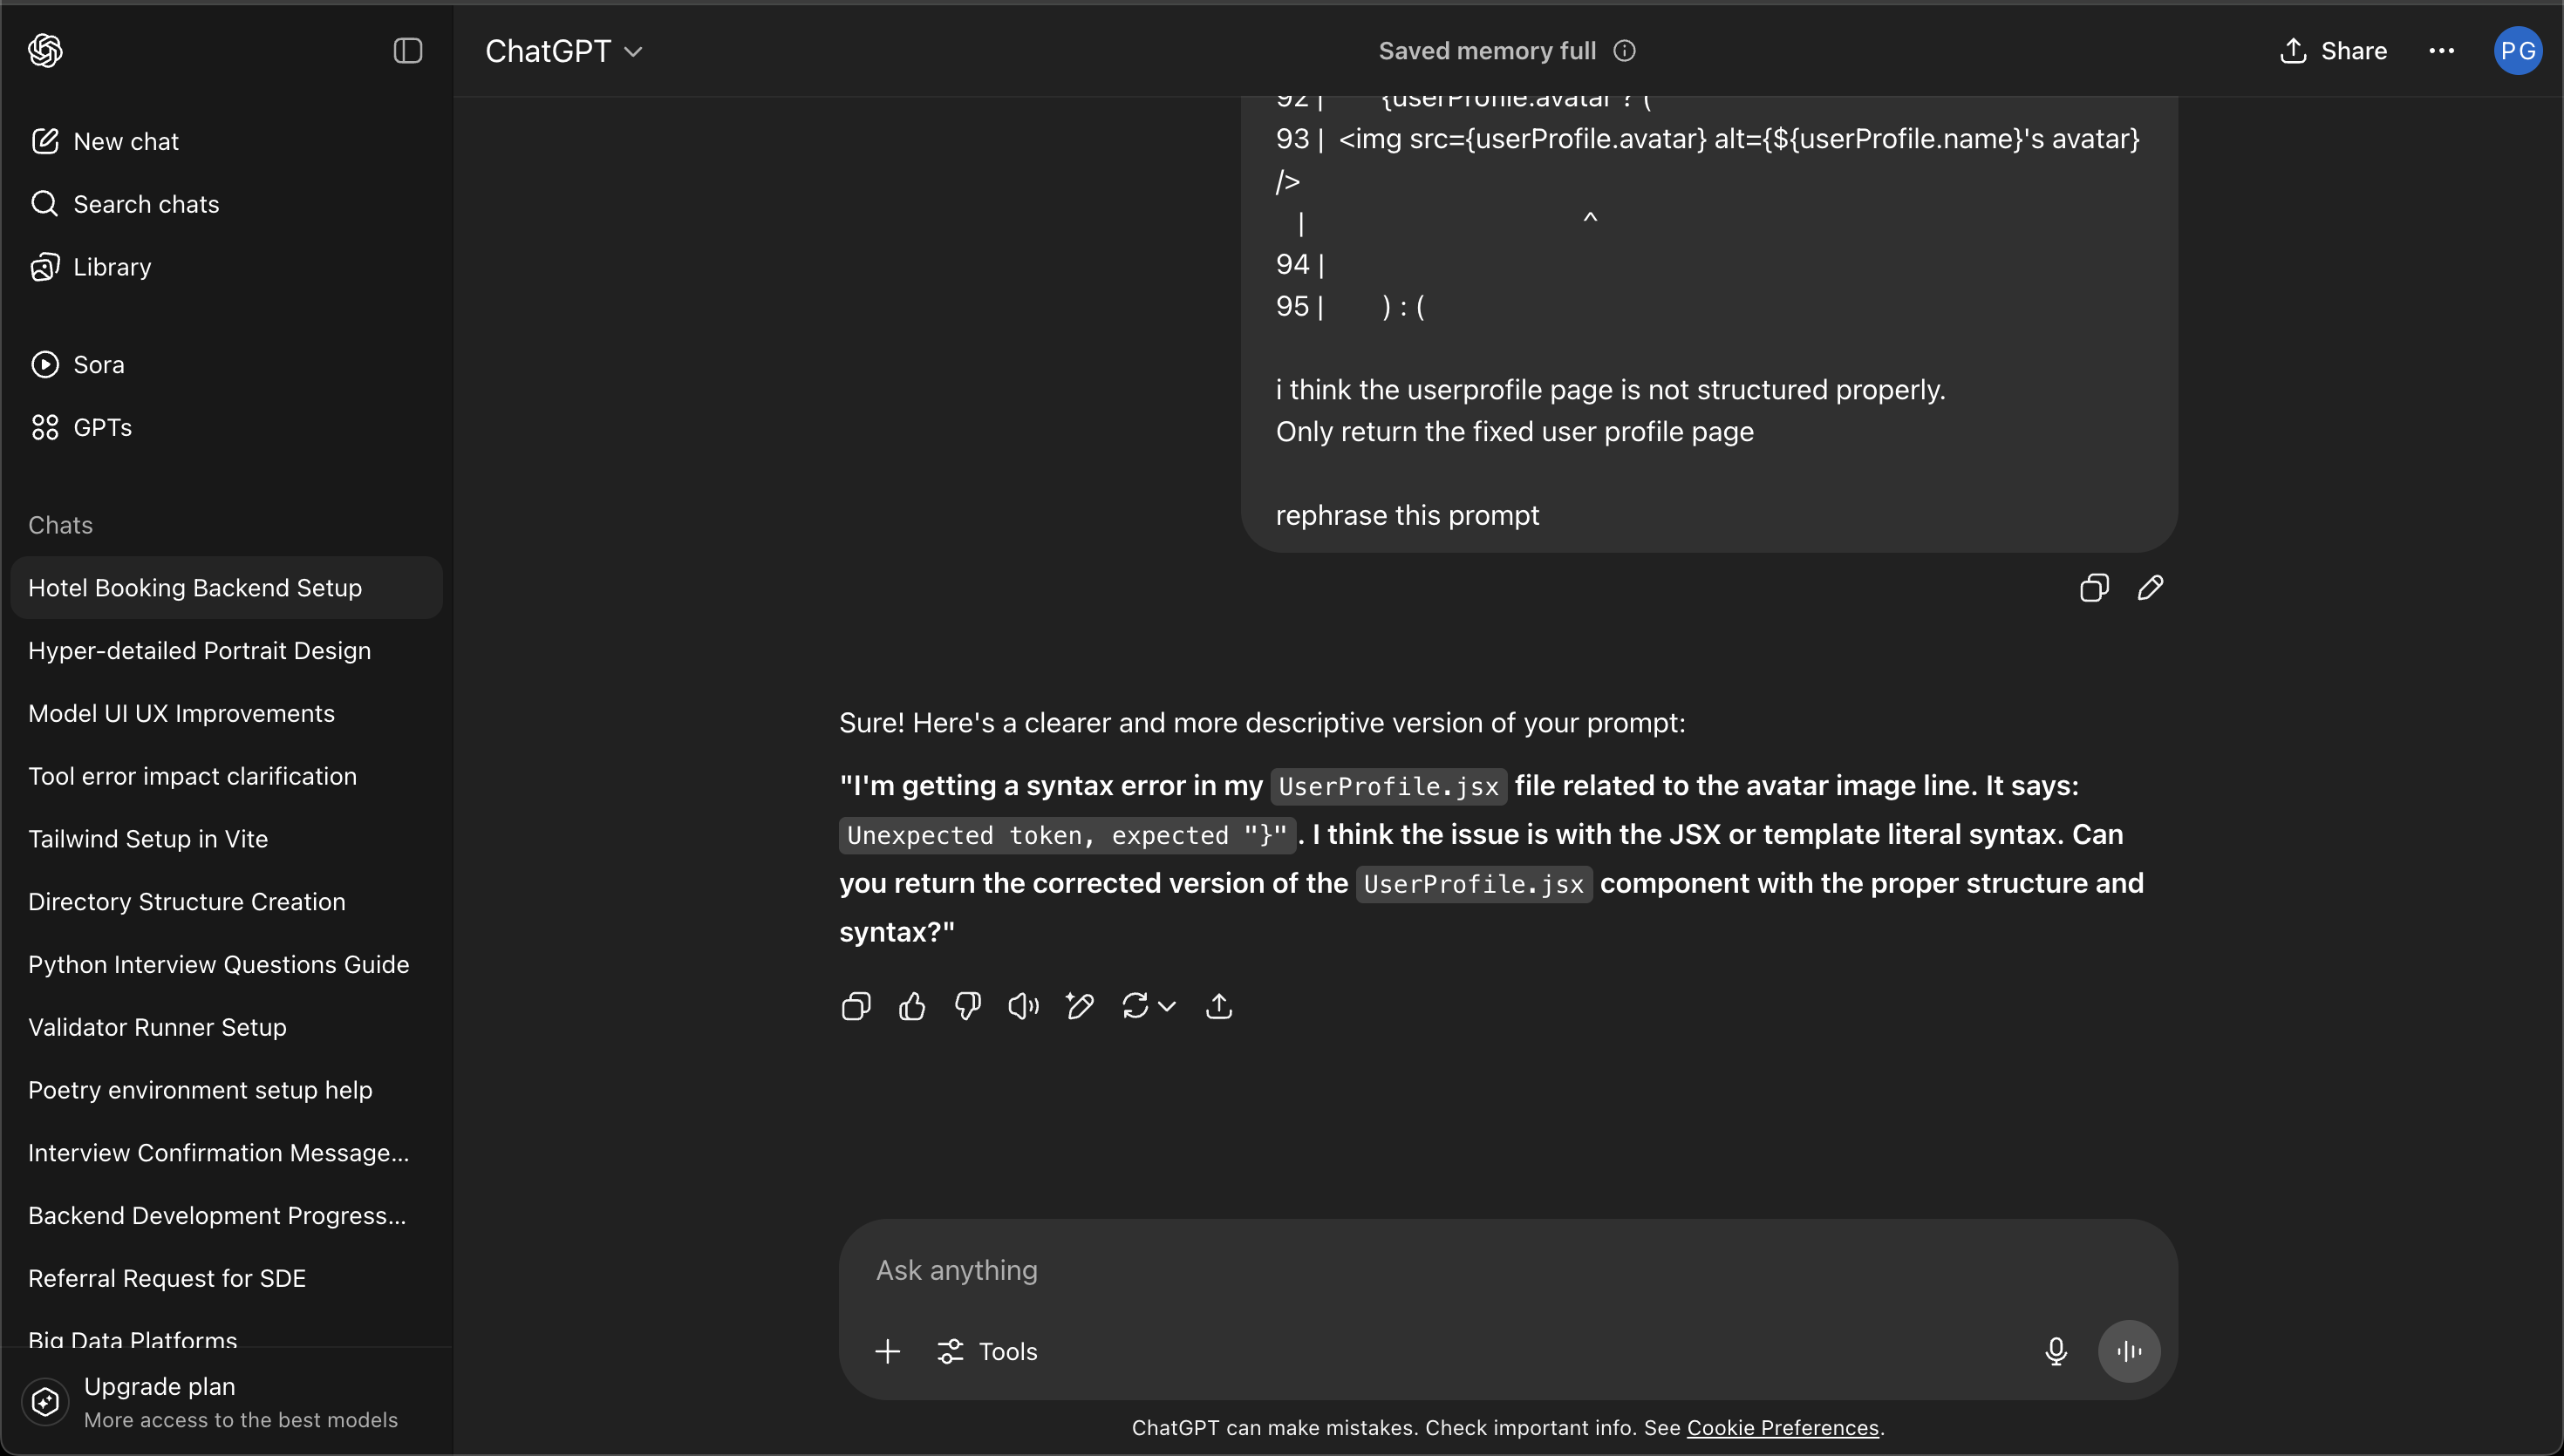 New chat
Search chats
Library
Sora
GPTs
Chats
Hotel Booking Backend Setup
Hyper-detailed Portrait Design
Model UI UX Improvements
Tool error impact clarification
Tailwind Setup in Vite
Directory Structure Creation
Python Interview Questions Guide
Validator Runner Setup
Poetry environment setup help
Interview Confirmation Message...
Backend Development Progress...
Referral Request for SDE
Big Data Platforms
Upgrade plan
More access to the best models
ChatGPT
Saved memory full
Share
PG
92 | {userProfile.avatar ? (
93 | <img src={userProfile.avatar} alt={${userProfile.name}'s avatar}
/>
| ^
94 |
95 | ) : (
i think the userprofile page is not structured properly.
Only return the fixed user profile page
rephrase this prompt
Sure! Here's a clearer and more descriptive version of your prompt:
"I'm getting a syntax error in my UserProfile.jsx file related to the avatar image line. It says:
Unexpected token, expected "}". I think the issue is with the JSX or template literal syntax. Can
you return the corrected version of the UserProfile.jsx component with the proper structure and
syntax?"
Ask anything
Tools
ChatGPT can make mistakes. Check important info. See Cookie Preferences.